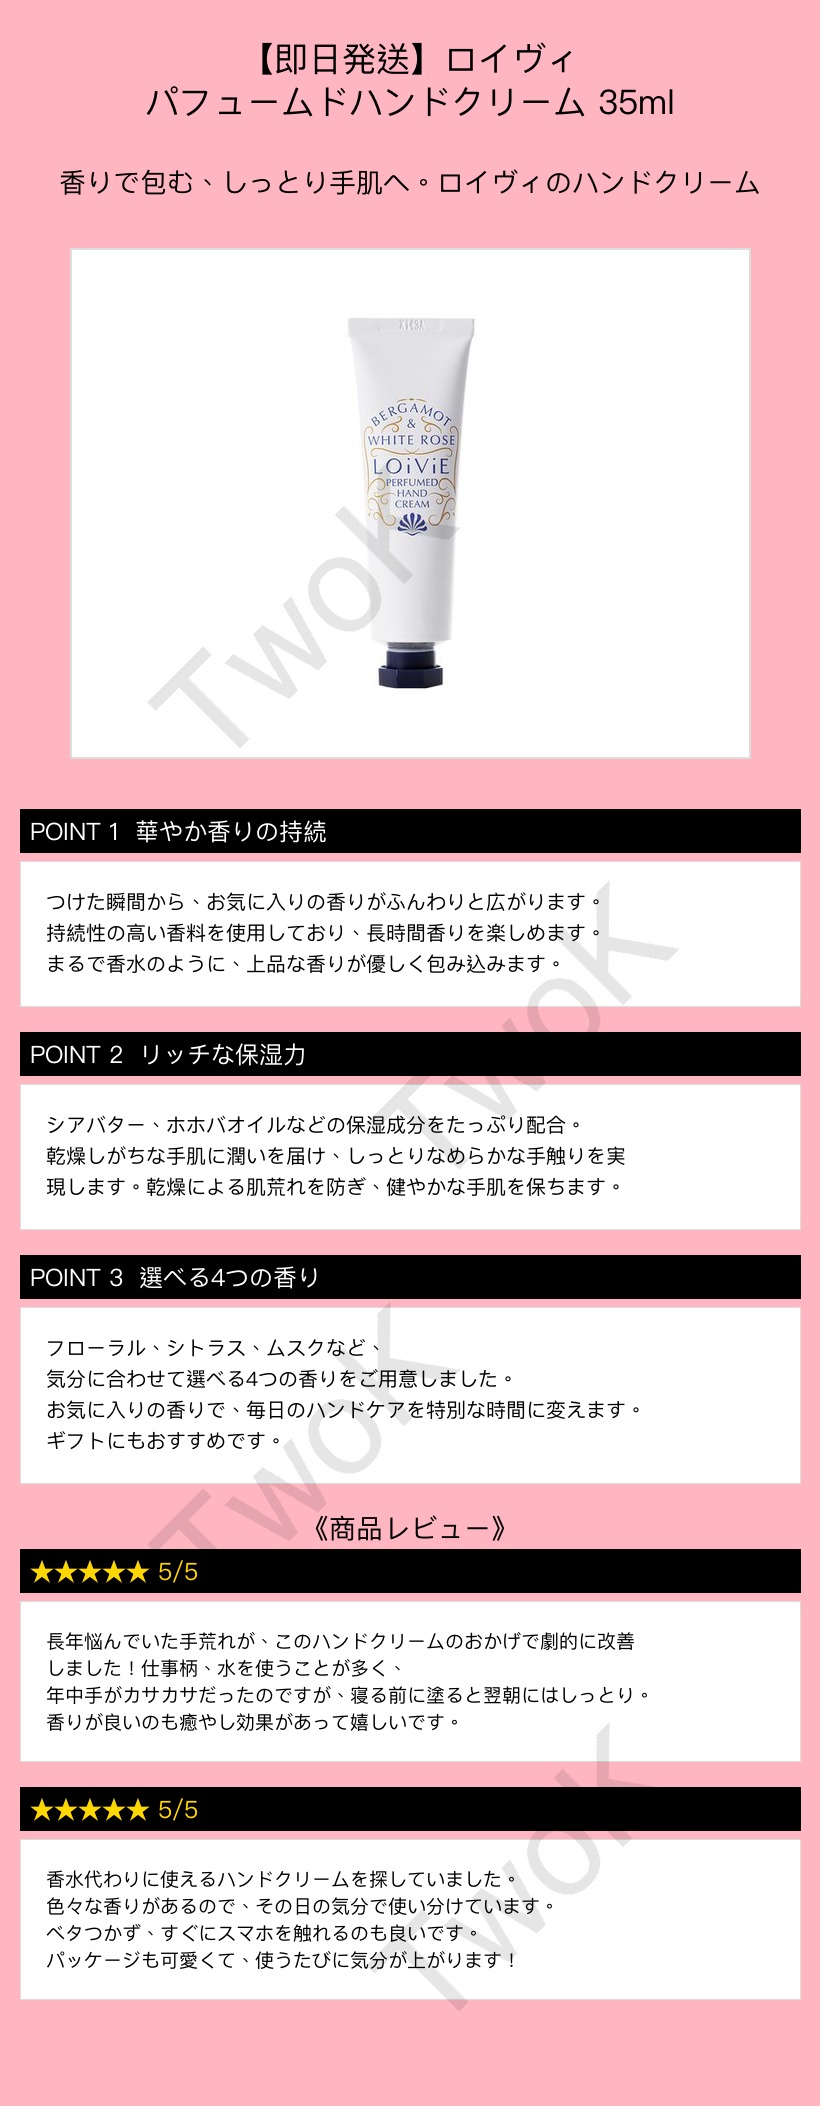 【即日発送】ロイヴィ
パフュームドハンドクリーム 35ml
香りで包む、しっとり手肌へ。ロイヴィのハンドクリーム
BERGAMOT
&
WHITE ROSE
LOiViE
PERFUMED
HAND
CREAM
TwoK
POINT 1 華やか香りの持続
つけた瞬間から、お気に入りの香りがふんわりと広がります。
持続性の高い香料を使用しており、長時間香りを楽しめます。
まるで香水のように、上品な香りが優しく包み込みます。
TwoK
POINT 2 リッチな保湿力
シアバター、ホホバオイルなどの保湿成分をたっぷり配合。
乾燥しがちな手肌に潤いを届け、しっとりなめらかな手触りを実
現します。乾燥による肌荒れを防ぎ、健やかな手肌を保ちます。
POINT 3 選べる4つの香り
フローラル、シトラス、ムスクなど、
気分に合わせて選べる4つの香りをご用意しました。
お気に入りの香りで、毎日のハンドケアを特別な時間に変えます。
ギフトにもおすすめです。
TwoK
《商品レビュー》
★★★★★ 5/5
長年悩んでいた手荒れが、このハンドクリームのおかげで劇的に改善
しました！仕事柄、水を使うことが多く、
年中手がカサカサだったのですが、寝る前に塗ると翌朝にはしっとり。
香りが良いのも癒やし効果があって嬉しいです。
★★★★★ 5/5
香水代わりに使えるハンドクリームを探していました。
色々な香りがあるので、その日の気分で使い分けています。
ベタつかず、すぐにスマホを触れるのも良いです。
パッケージも可愛くて、使うたびに気分が上がります！
TwoK